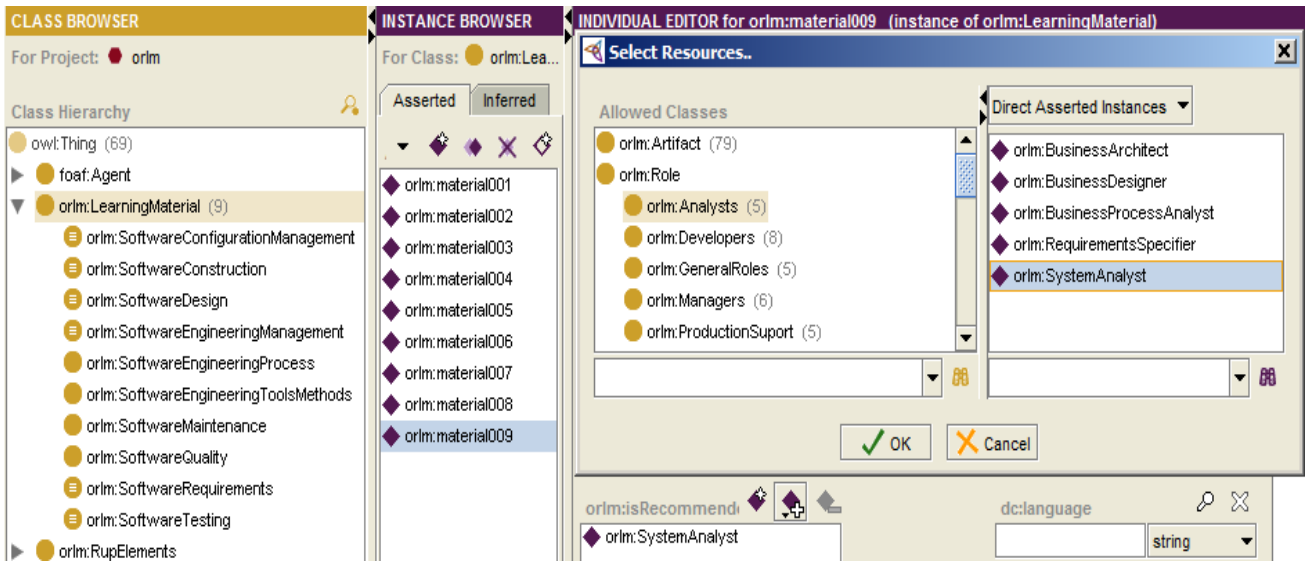 CLASS BROWSER
For Project: orlm
Class Hierarchy
owl:Thing (69)
foaf:Agent
orlm:LearningMaterial (9)
orlm:SoftwareConfigurationManagement
orlm:SoftwareConstruction
orlm:SoftwareDesign
orlm:SoftwareEngineeringManagement
orlm:SoftwareEngineeringProcess
orlm:SoftwareEngineeringToolsMethods
orlm:SoftwareMaintenance
orlm:SoftwareQuality
orlm:SoftwareRequirements
orlm:SoftwareTesting
orlm:RupElements
INSTANCE BROWSER
For Class: orlm:Lea...
Asserted Inferred
orlm:material001
orlm:material002
orlm:material003
orlm:material004
orlm:material005
orlm:material006
orlm:material007
orlm:material008
orlm:material009
INDIVIDUAL EDITOR for orlm:material009 (instance of orlm:LearningMaterial)
Select Resources..
Allowed Classes
orlm:Artifact (79)
orlm:Role
orlm:Analysts (5)
orlm:Developers (8)
orlm:GeneralRoles (5)
orlm:Managers (6)
orlm:ProductionSuport (5)
Direct Asserted Instances
orlm:BusinessArchitect
orlm:BusinessDesigner
orlm:BusinessProcessAnalyst
orlm:RequirementsSpecifier
orlm:SystemAnalyst
OK Cancel
orlm:isRecommend
orlm:SystemAnalyst
dc:language
string